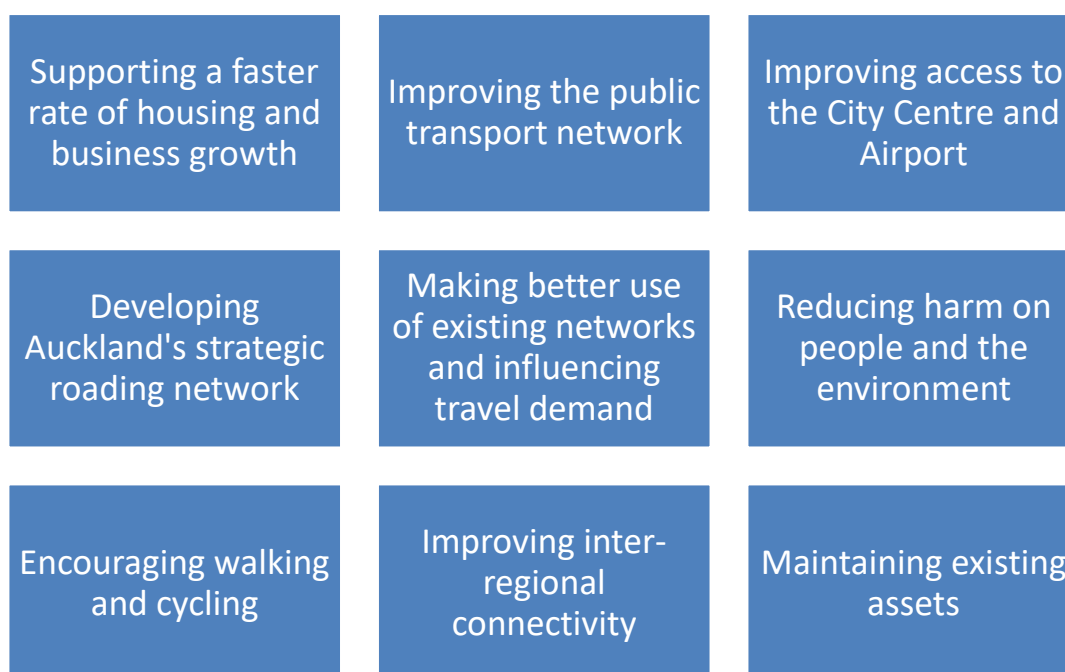 Supporting a faster
rate of housing and
business growth
Improving the public
transport network
Improving access to
the City Centre and
Airport
Developing
Auckland's strategic
roading network
Making better use
of existing networks
and influencing
travel demand
Reducing harm on
people and the
environment
Encouraging walking
and cycling
Improving inter-
regional
connectivity
Maintaining existing
assets